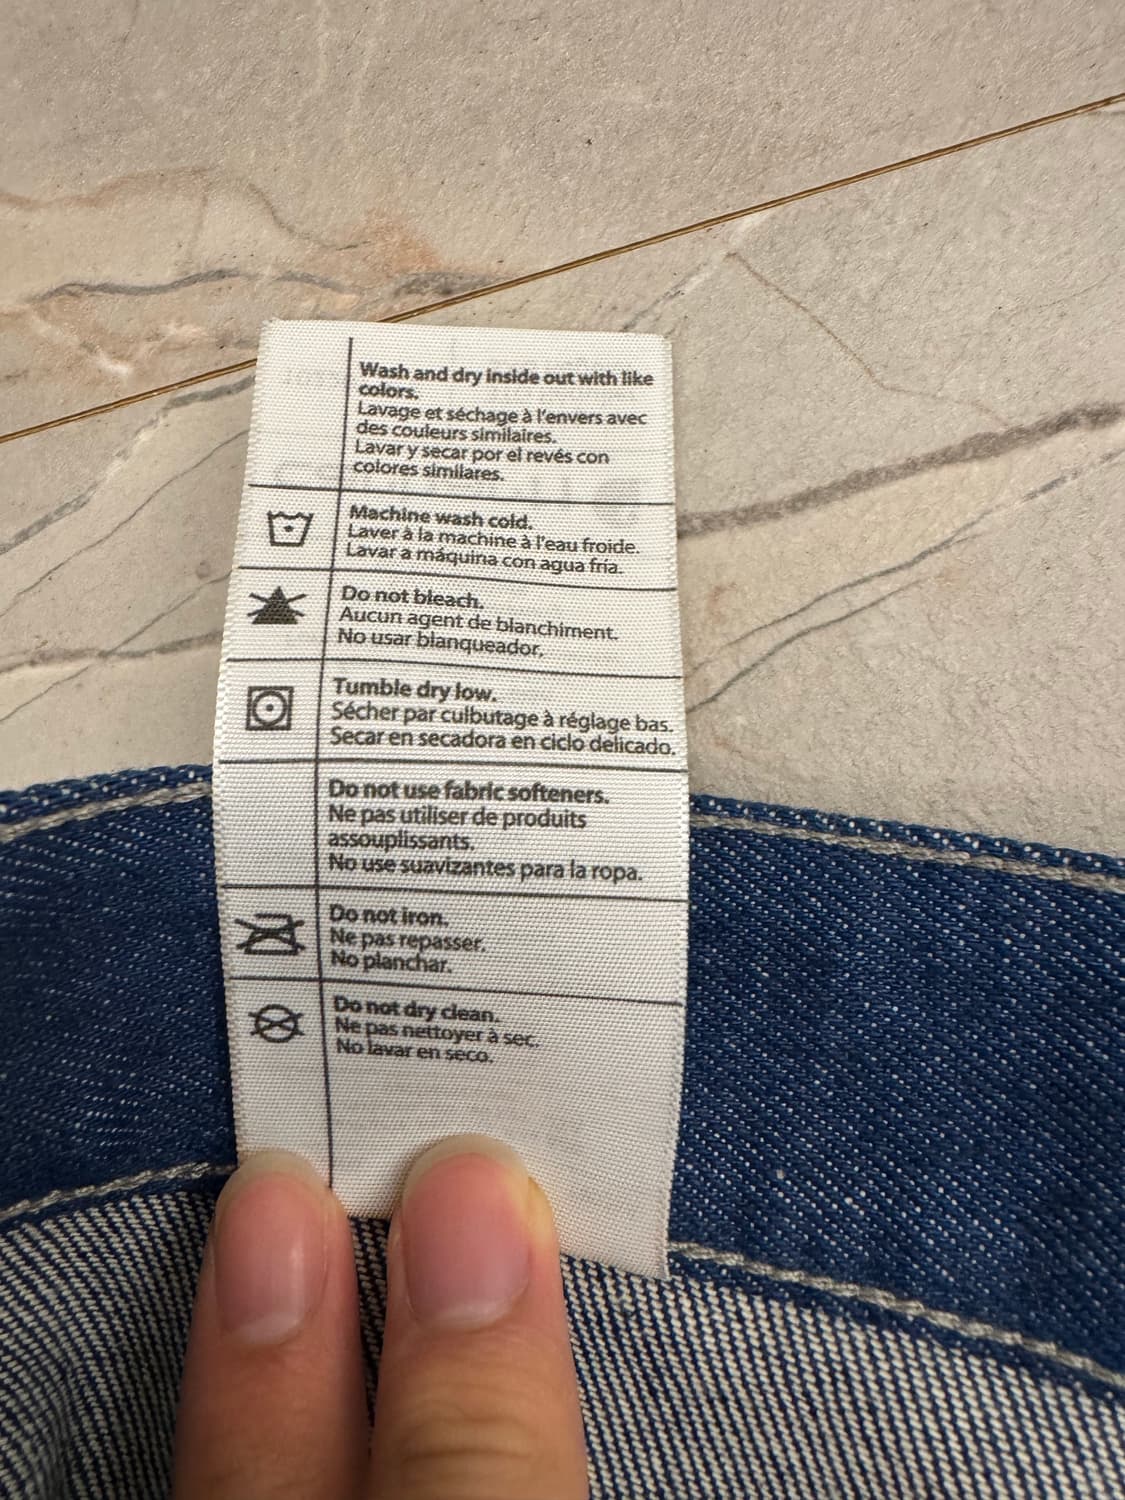 Wash and dry inside out with like
colors.
Lavage et séchage à l'envers avec
des couleurs similaires.
Lavar y secar por el revés con
colores similares.
Machine wash cold.
Laver à la machine à l'eau froide.
Lavar a máquina con agua fría.
Do not bleach.
Aucun agent de blanchiment.
No usar blanqueador.
Tumble dry low.
Sécher par culbutage à réglage bas.
Secar en secadora en ciclo delicado.
Do not use fabric softeners.
Ne pas utiliser de produits
assouplissants.
No use suavizantes para la ropa.
Do not iron.
Ne pas repasser.
No planchar.
Do not dry clean.
Ne pas nettoyer à sec.
No lavar en seco.